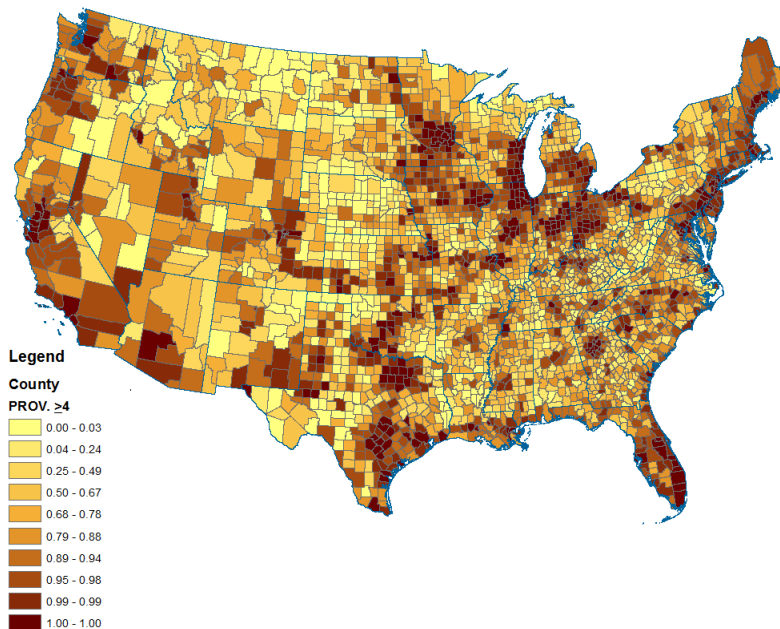 Legend
County
PROV. ≥4
0.00 - 0.03
0.04 - 0.24
0.25 - 0.49
0.50 - 0.67
0.68 - 0.78
0.79 - 0.88
0.89 - 0.94
0.95 - 0.98
0.99 - 0.99
1.00 - 1.00